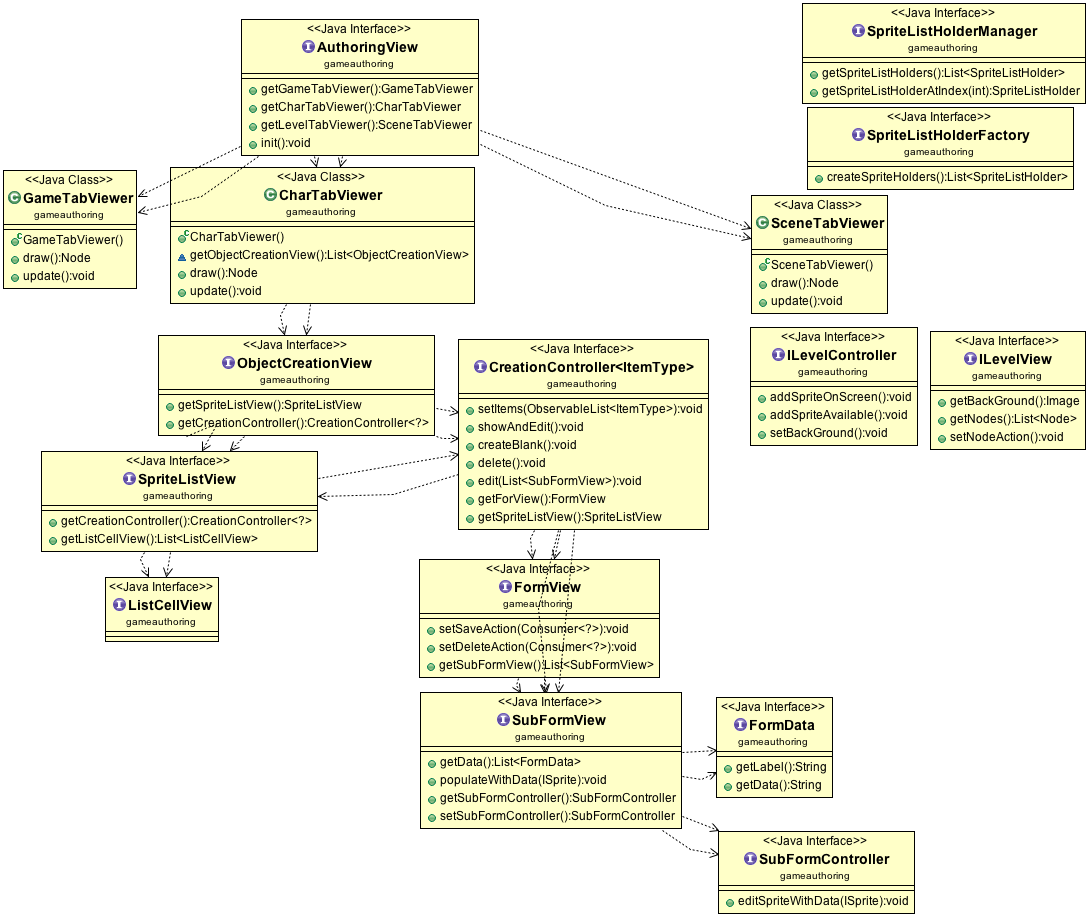 <<Java Interface>>
AuthoringView
gameauthoring
getGameTabViewer():GameTabViewer
getCharTabViewer():CharTabViewer
getLevelTabViewer():SceneTabViewer
init():void
<<Java Interface>>
SpriteListHolderManager
gameauthoring
getSpriteListHolders():List<SpriteListHolder>
getSpriteListHolderAtIndex(int):SpriteListHolder
<<Java Interface>>
SpriteListHolderFactory
gameauthoring
createSpriteHolders():List<SpriteListHolder>
<<Java Class>>
GameTabViewer
gameauthoring
GameTabViewer()
draw():Node
update():void
<<Java Class>>
CharTabViewer
gameauthoring
CharTabViewer()
getObjectCreationView():List<ObjectCreationView>
draw():Node
update():void
<<Java Class>>
SceneTabViewer
gameauthoring
SceneTabViewer()
draw():Node
update():void
<<Java Interface>>
ObjectCreationView
gameauthoring
getSpriteListView():SpriteListView
getCreationController():CreationController<?>
<<Java Interface>>
CreationController<ItemType>
gameauthoring
setItems(ObservableList<ItemType>):void
showAndEdit():void
createBlank():void
delete():void
edit(List<SubFormView>):void
getForView():FormView
getSpriteListView():SpriteListView
<<Java Interface>>
ILevelController
gameauthoring
addSpriteOnScreen():void
addSpriteAvailable():void
setBackGround():void
<<Java Interface>>
ILevelView
gameauthoring
getBackGround():Image
getNodes():List<Node>
setNodeAction():void
<<Java Interface>>
SpriteListView
gameauthoring
getCreationController():CreationController<?>
getListCellView():List<ListCellView>
<<Java Interface>>
ListCellView
gameauthoring
<<Java Interface>>
FormView
gameauthoring
setSaveAction(Consumer<?>):void
setDeleteAction(Consumer<?>):void
getSubFormView():List<SubFormView>
<<Java Interface>>
SubFormView
gameauthoring
getData():List<FormData>
populateWithData(ISprite):void
getSubFormController():SubFormController
setSubFormController():SubFormController
<<Java Interface>>
FormData
gameauthoring
getLabel():String
getData():String
<<Java Interface>>
SubFormController
gameauthoring
editSpriteWithData(ISprite):void